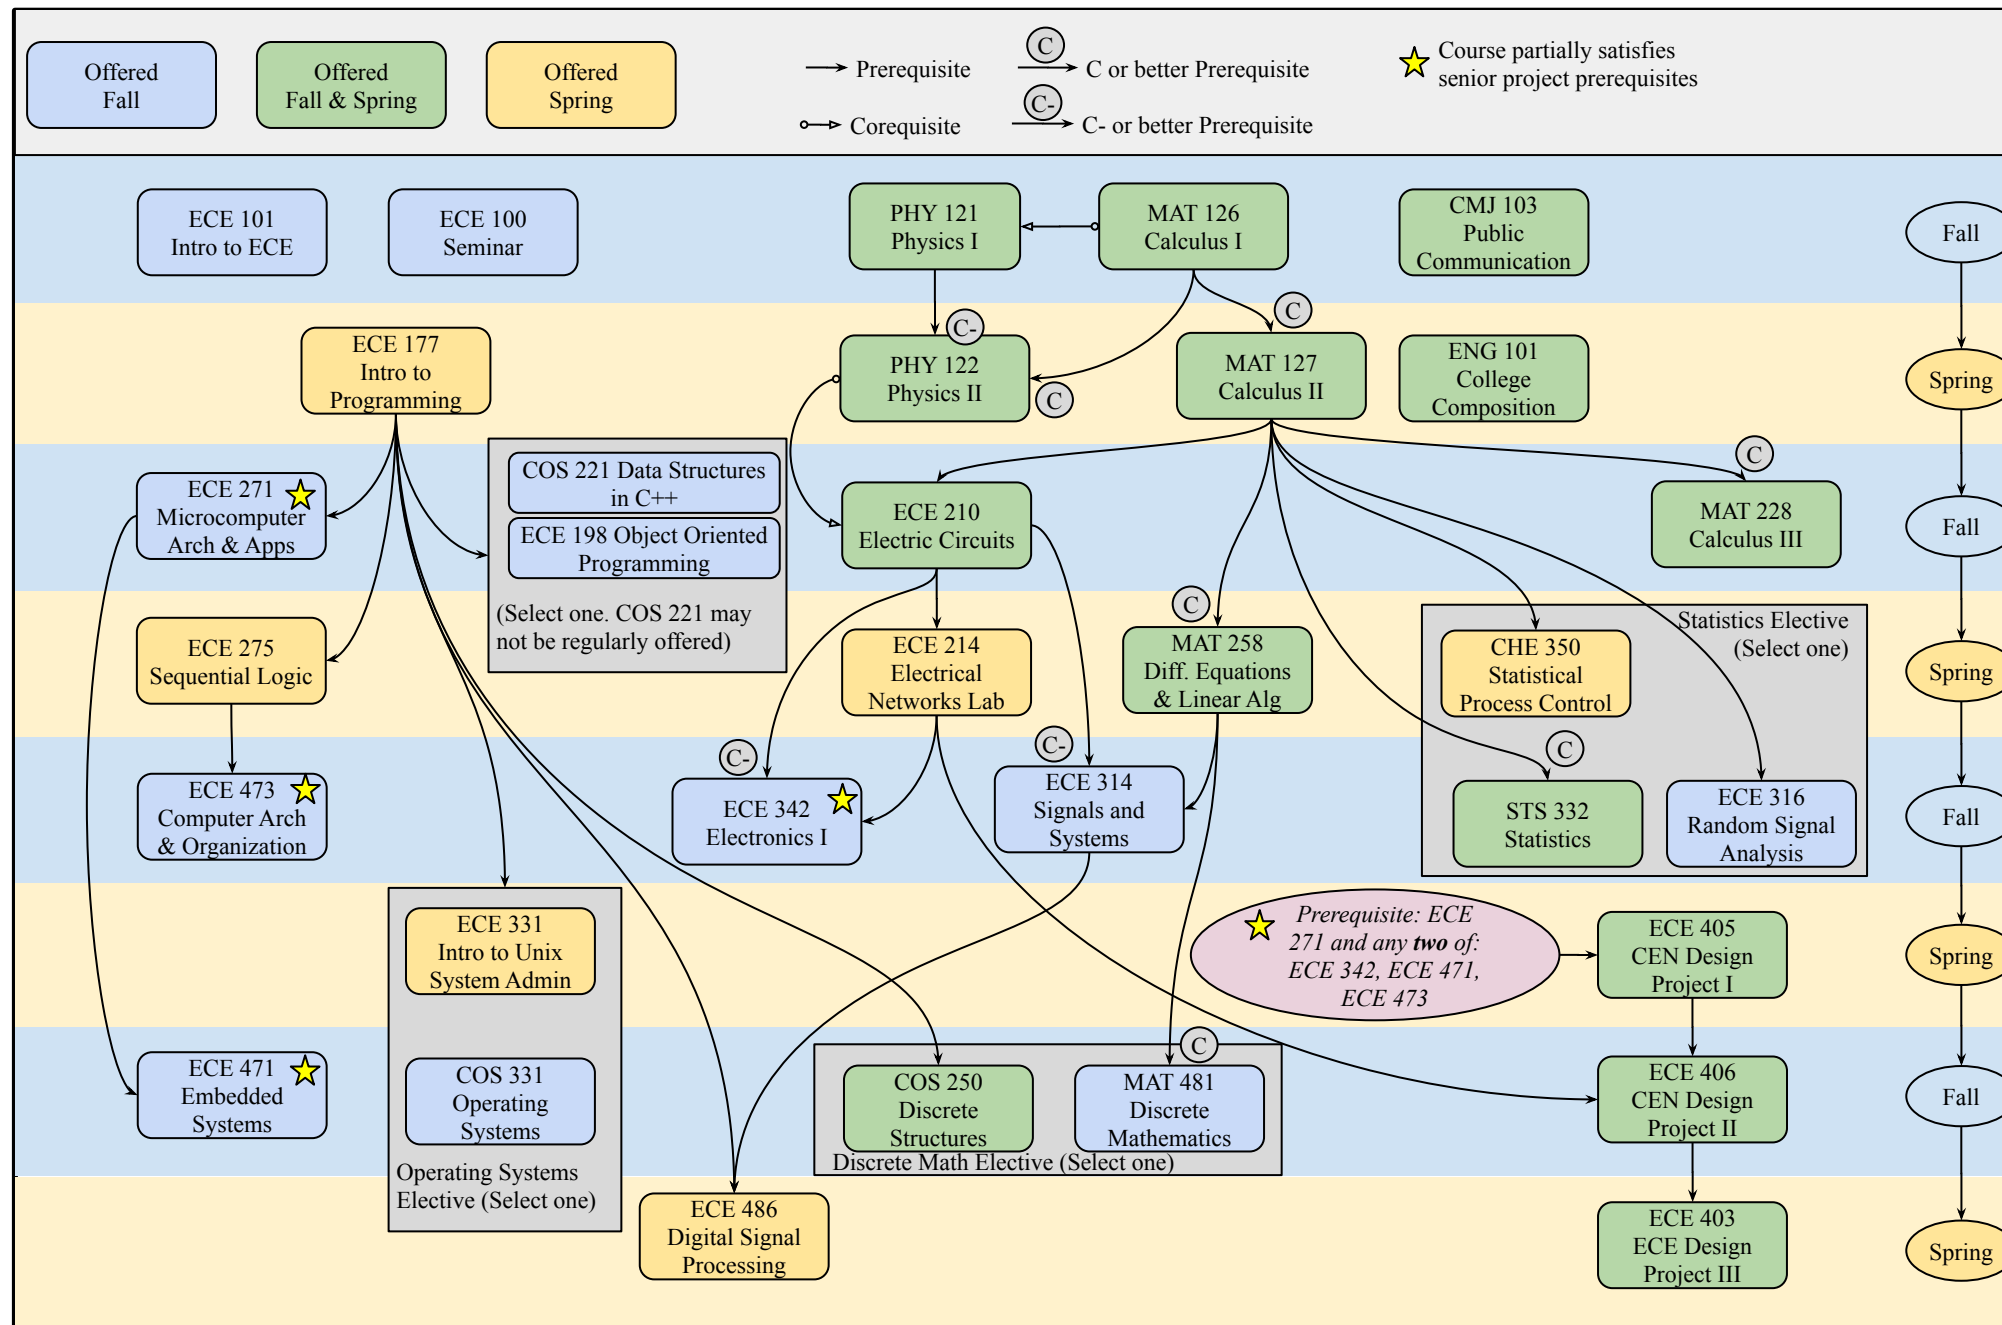 Offered
Fall
Offered
Fall & Spring
Offered
Spring
Prerequisite
C
C or better Prerequisite
Corequisite
C-
C- or better Prerequisite
Course partially satisfies
senior project prerequisites
ECE 101
Intro to ECE
ECE 100
Seminar
PHY 121
Physics I
MAT 126
Calculus I
CMJ 103
Public
Communication
Fall
ECE 177
Intro to
Programming
C-
PHY 122
Physics II
C
C
MAT 127
Calculus II
ENG 101
College
Composition
Spring
ECE 271
Microcomputer
Arch & Apps
COS 221 Data Structures
in C++
ECE 198 Object Oriented
Programming
(Select one. COS 221 may
not be regularly offered)
ECE 210
Electric Circuits
C
MAT 228
Calculus III
Fall
ECE 275
Sequential Logic
ECE 214
Electrical
Networks Lab
C
MAT 258
Diff. Equations
& Linear Alg
Statistics Elective
(Select one)
CHE 350
Statistical
Process Control
Spring
ECE 473
Computer Arch
& Organization
C-
ECE 342
Electronics I
C-
ECE 314
Signals and
Systems
C
STS 332
Statistics
ECE 316
Random Signal
Analysis
Fall
ECE 331
Intro to Unix
System Admin
Prerequisite: ECE
271 and any two of:
ECE 342, ECE 471,
ECE 473
ECE 405
CEN Design
Project I
Spring
ECE 471
Embedded
Systems
COS 331
Operating
Systems
Operating Systems
Elective (Select one)
COS 250
Discrete
Structures
C
MAT 481
Discrete
Mathematics
Discrete Math Elective (Select one)
ECE 406
CEN Design
Project II
Fall
ECE 486
Digital Signal
Processing
ECE 403
ECE Design
Project III
Spring